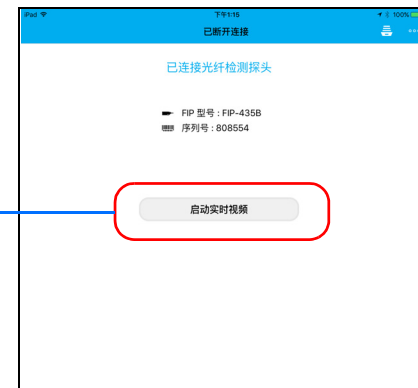 iPad 下午1:15 100%
已断开连接
已连接光纤检测探头
FIP 型号 : FIP-435B
序列号 : 808554
启动实时视频